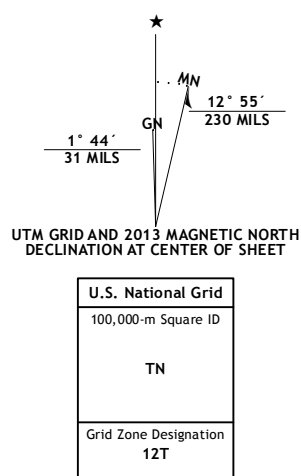 ★
MN
12° 55´
230 MILS
GN
1° 44´
31 MILS
UTM GRID AND 2013 MAGNETIC NORTH
DECLINATION AT CENTER OF SHEET
U.S. National Grid
100,000-m Square ID
TN
Grid Zone Designation
12T